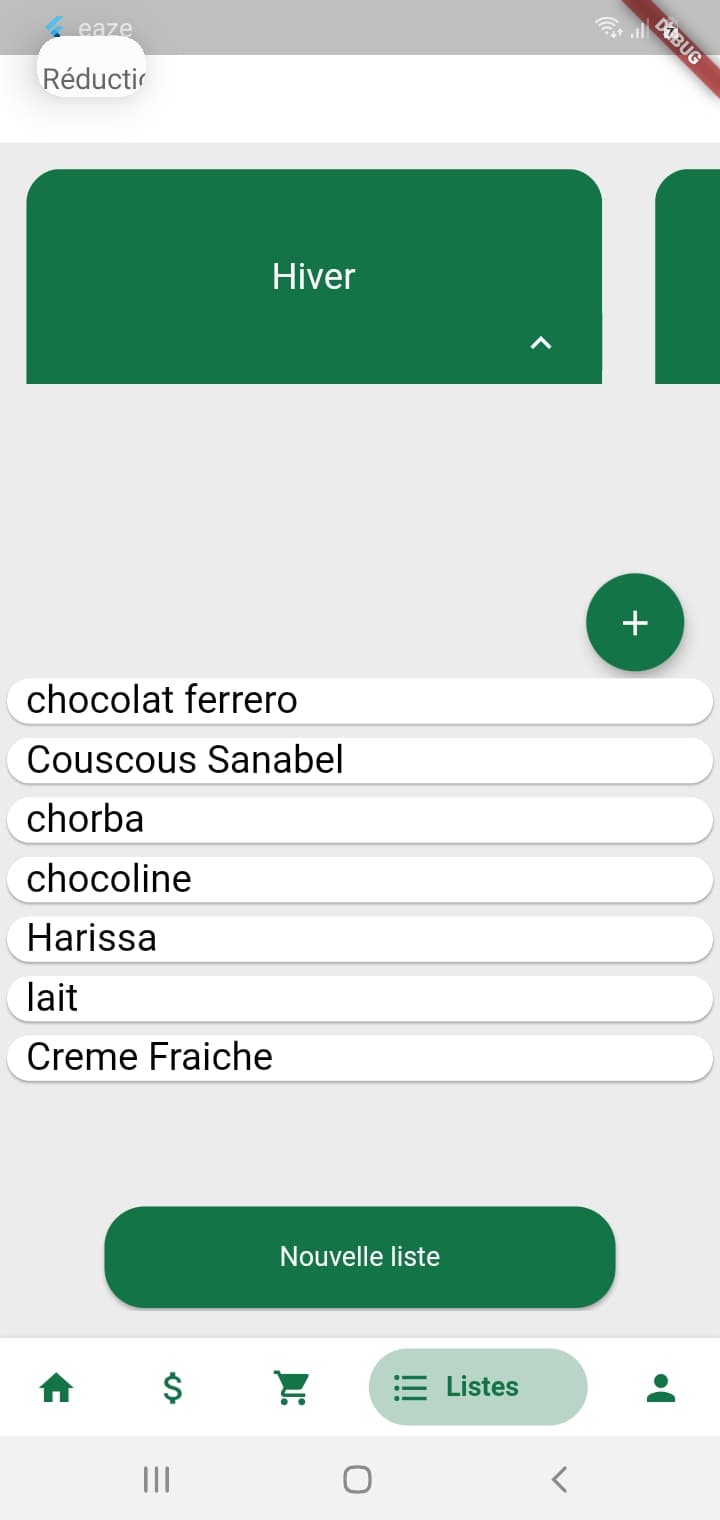 eaze
DEBUG
Réductio
Hiver
+
chocolat ferrero
Couscous Sanabel
chorba
chocoline
Harissa
lait
Creme Fraiche
Nouvelle liste
$
Listes